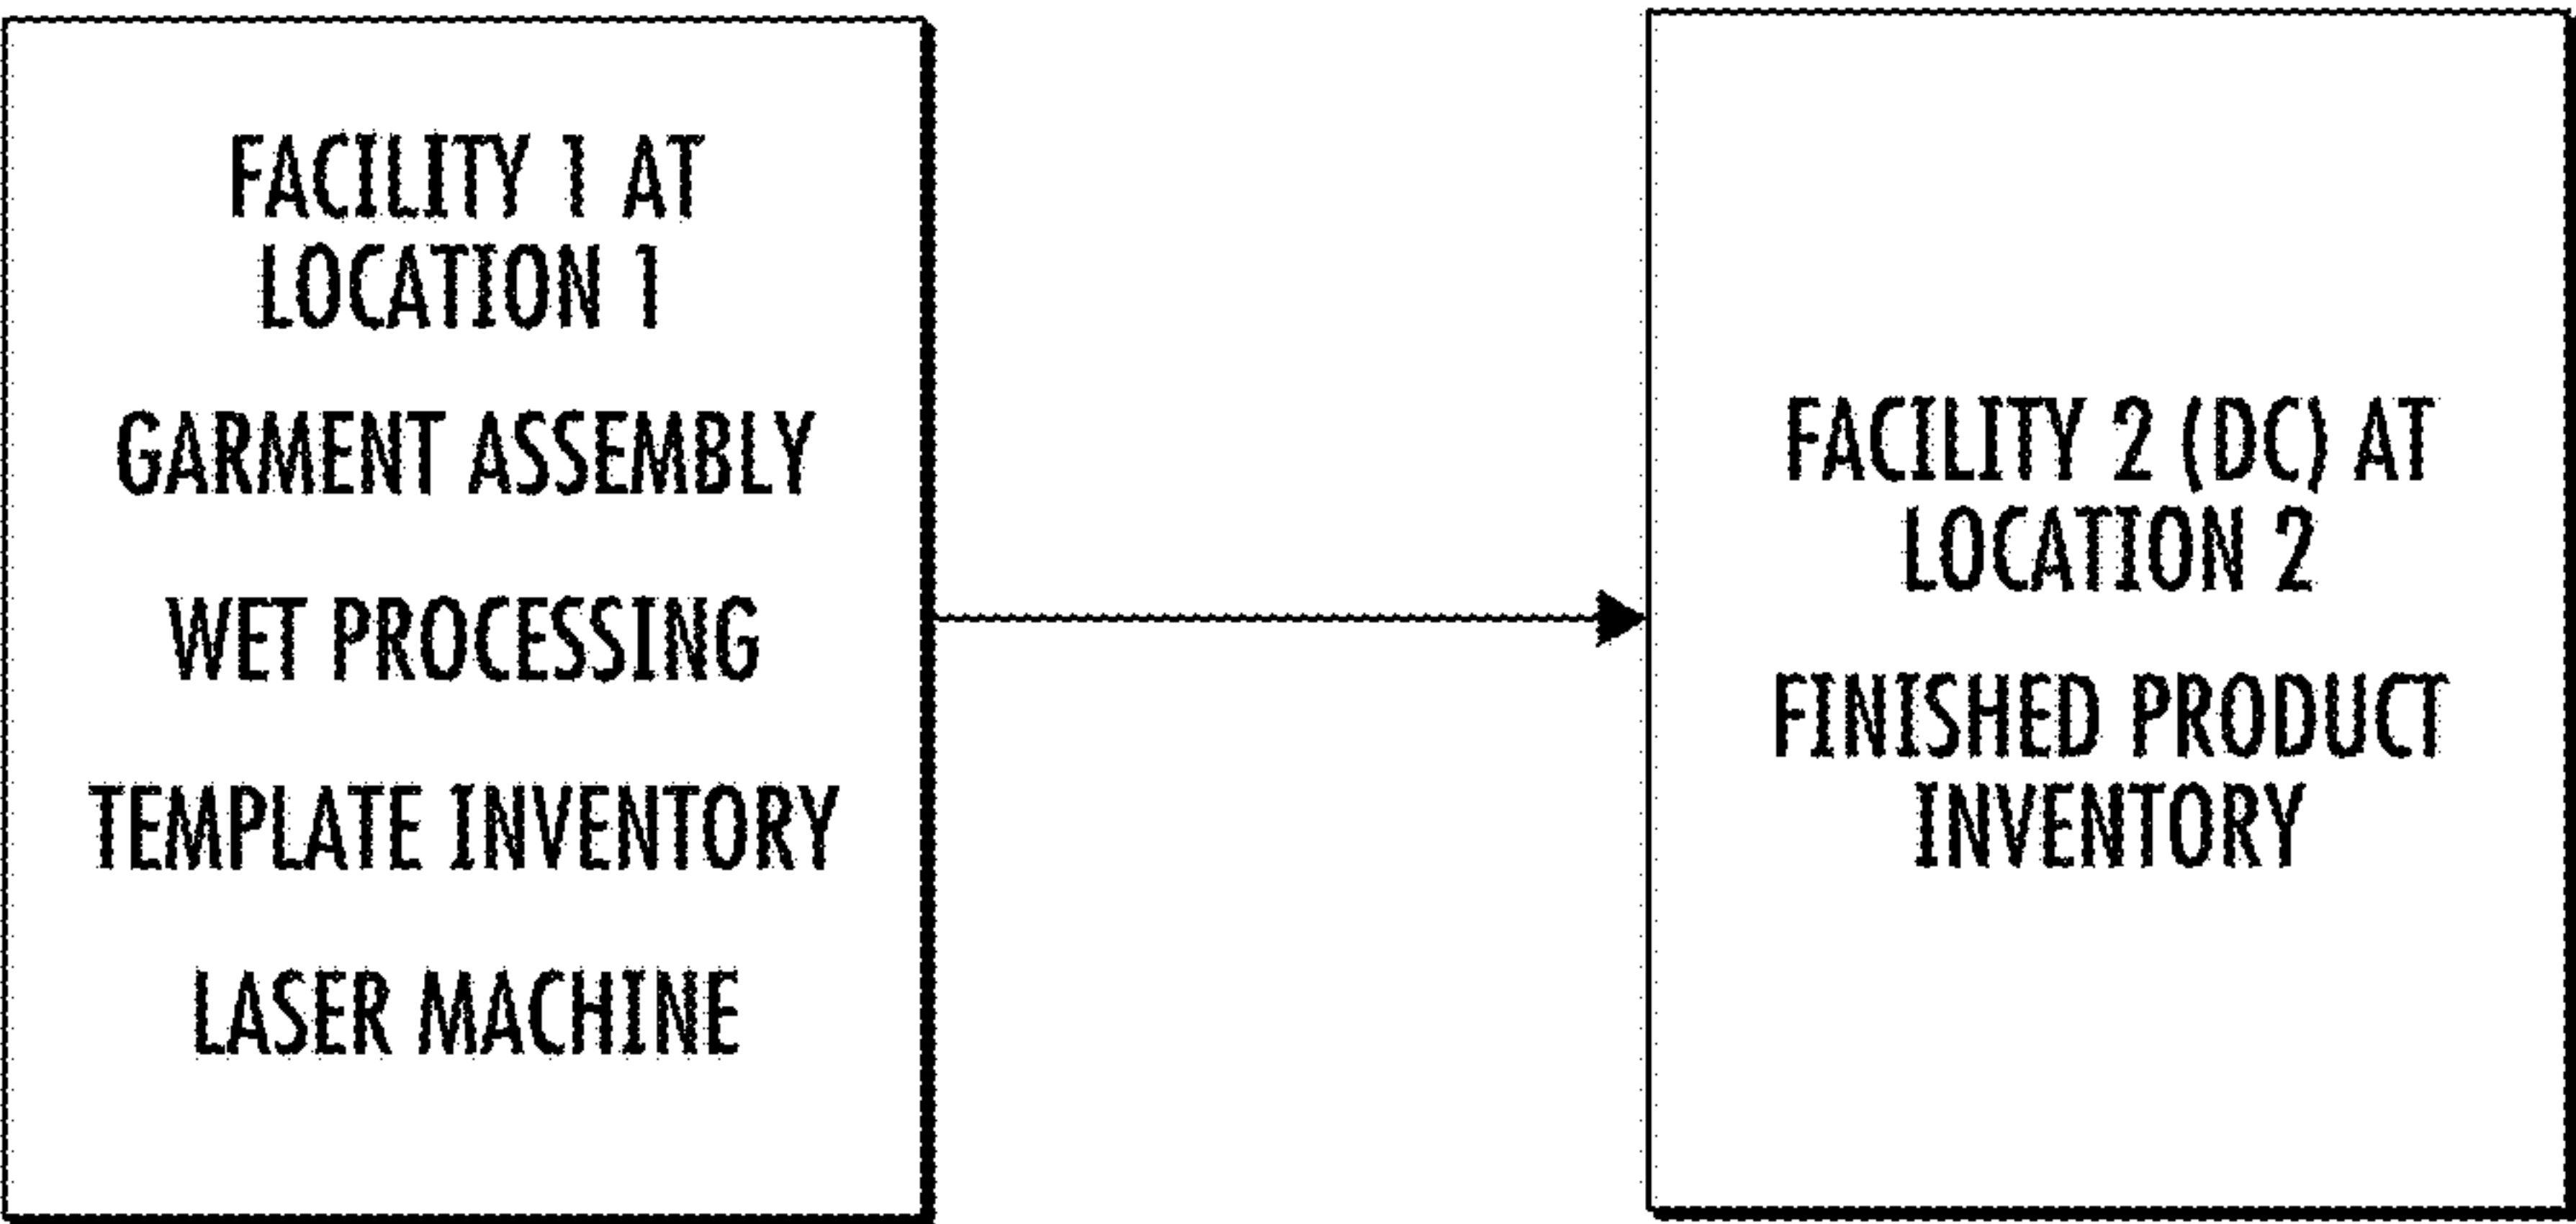 FACILITY 1 AT
LOCATION 1
GARMENT ASSEMBLY
WET PROCESSING
TEMPLATE INVENTORY
LASER MACHINE
FACILITY 2 (DC) AT
LOCATION 2
FINISHED PRODUCT
INVENTORY